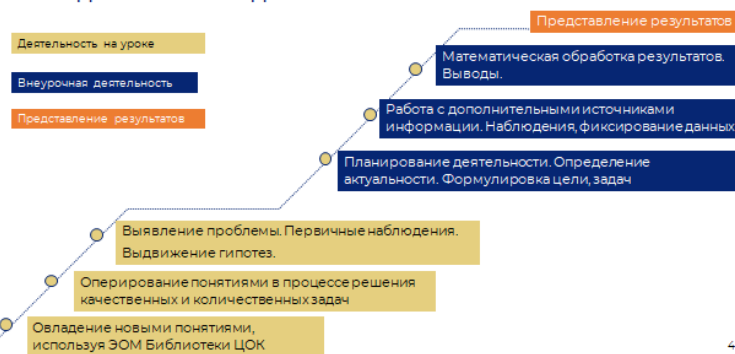 Представление результатов
Деятельность на уроке
Математическая обработка результатов.
Выводы.
Внеурочная деятельность
Работа с дополнительными источниками
информации. Наблюдения, фиксирование данных
Представление результатов
Планирование деятельности. Определение
актуальности. Формулировка цели, задач
Выявление проблемы. Первичные наблюдения.
Выдвижение гипотез.
Оперирование понятиями в процессе решения
качественных и количественных задач
Овладение новыми понятиями,
используя ЭОМ Библиотеки ЦОК
4